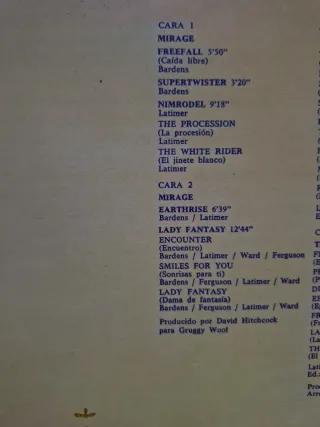 CARA 1
MIRAGE
FREEFALL 5'50"
(Caída libre)
Bardens
SUPERTWISTER 3'20"
Bardens
NIMRODEL 9'18"
Latimer
THE PROCESSION
(La procesión)
Latimer
THE WHITE RIDER
(El jinete blanco)
Latimer
CARA 2
MIRAGE
EARTHRISE 6'39"
Bardens / Latimer
LADY FANTASY 12'44"
ENCOUNTER
(Encuentro)
Bardens / Latimer / Ward / Ferguson
SMILES FOR YOU
(Sonrisas para ti)
Bardens / Ferguson / Latimer / Ward
LADY FANTASY
(Dama de fantasía)
Bardens / Ferguson / Latimer / Ward
Producido por David Hitchcock
para Gruggy Woof